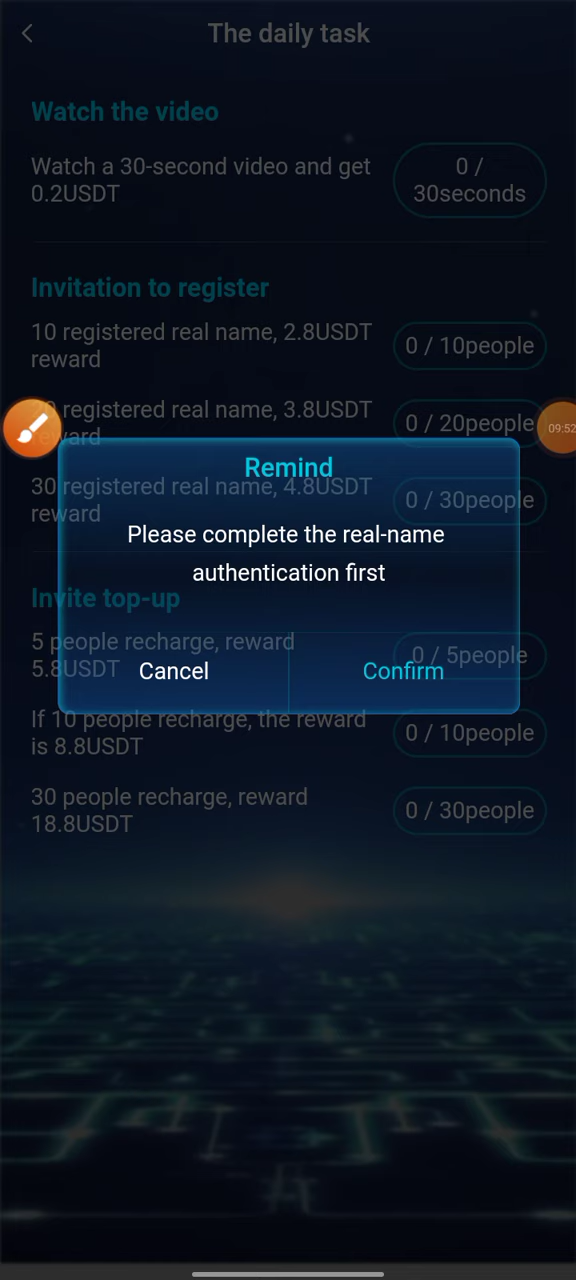 The daily task
Watch the video
Watch a 30-second video and get
0.2USDT
0 /
30seconds
Invitation to register
10 registered real name, 2.8USDT
reward
0 / 10people
20 registered real name, 3.8USDT
reward
0 / 20people
09:52
Remind
30 registered real name, 4.8USDT
reward
0 / 30people
Please complete the real-name
authentication first
Invite top-up
5 people recharge, reward
5.8USDT
0 / 5people
Cancel
Confirm
If 10 people recharge, the reward
is 8.8USDT
0 / 10people
30 people recharge, reward
18.8USDT
0 / 30people